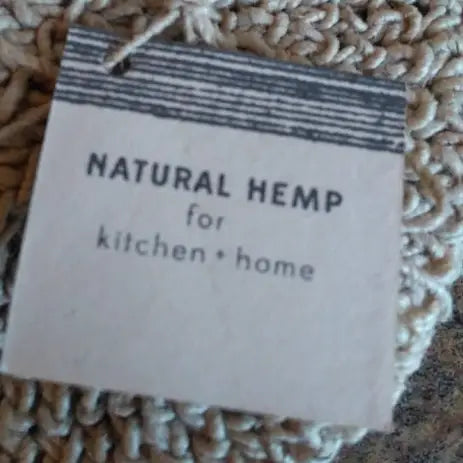 NATURAL HEMP
for
kitchen + home